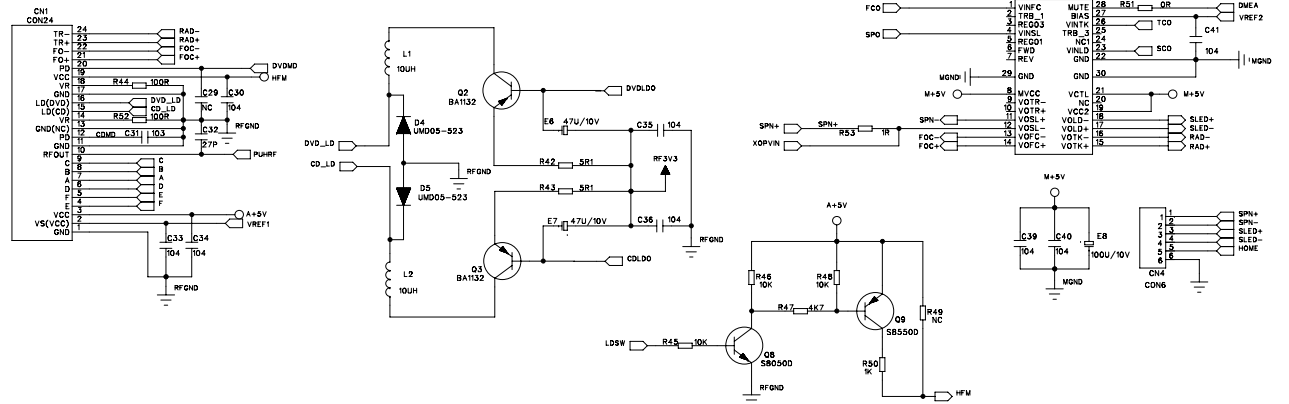 CN1
CON24
TR- 24 RAD-
TR+ 23 RAD+
FO- 22 FOC-
FO+ 21 FOC+
PD 20 DVDMD
VCC 19 HFM
VR 18 R44 100R
GND 17
LD(DVD) 16 DVD_LD
LD(CD) 15 CD_LD
VR 14 R52 100R
GND(NC) 13
PD 12 CDMD C31 103
GND 11
RFOUT 10 PUHRF
C 9 C
B 8 B
A 7 A
D 6 D
F 5 E
E 4 F
VCC 3 A+5V
VS(VCC) 2 VREF1
GND 1
C29
NC
C30
104
C32
27P
RFGND
C33
104
C34
104
RFGND
L1
10UH
Q2
BA1132
DVDLDO
D4
UMD05-523
DVD_LD
CD_LD
D5
UMD05-523
RFGND
E6 47U/10V
C35 104
R42 5R1
R43 5R1
RF3V3
E7 47U/10V
C36 104
RFGND
L2
10UH
Q3
BA1132
CDLDO
FCO
SPO
1 VINFC
2 TRB_1
3 REGO3
4 VINSL
5 REGO1
6 FWD
7 REV
MGND 29 GND
M+5V 8 MVCC
9 VOTR-
10 VOTR+
SPN- 11 VOSL+
12 VOSL-
FOC- 13 VOFC-
FOC+ 14 VOFC+
SPN+ SPN+
R53 1R
XOPVIN
MUTE 28 R51 0R DMEA
BIAS 27 VREF2
VINTK 26 TCO
TRB_3 25
NC1 24
VINLD 23 SCO
GND 22
GND 30
C41
104
MGND
VCTL 21 M+5V
NC 20
VCC2 19
VOLD- 18 SLED+
VOLD+ 17 SLED-
VOTK- 16 RAD-
VOTK+ 15 RAD+
A+5V
R46
10K
R48
10K
R47 4K7
Q9
S8550D
R49
NC
LDSW R45 10K
Q8
S8050D
R50
1K
RFGND
HFM
M+5V
C39
104
C40
104
E8
100U/10V
MGND
1 SPN+
2 SPN-
3 SLED+
4 SLED-
5 HOME
6
CN4
CON6